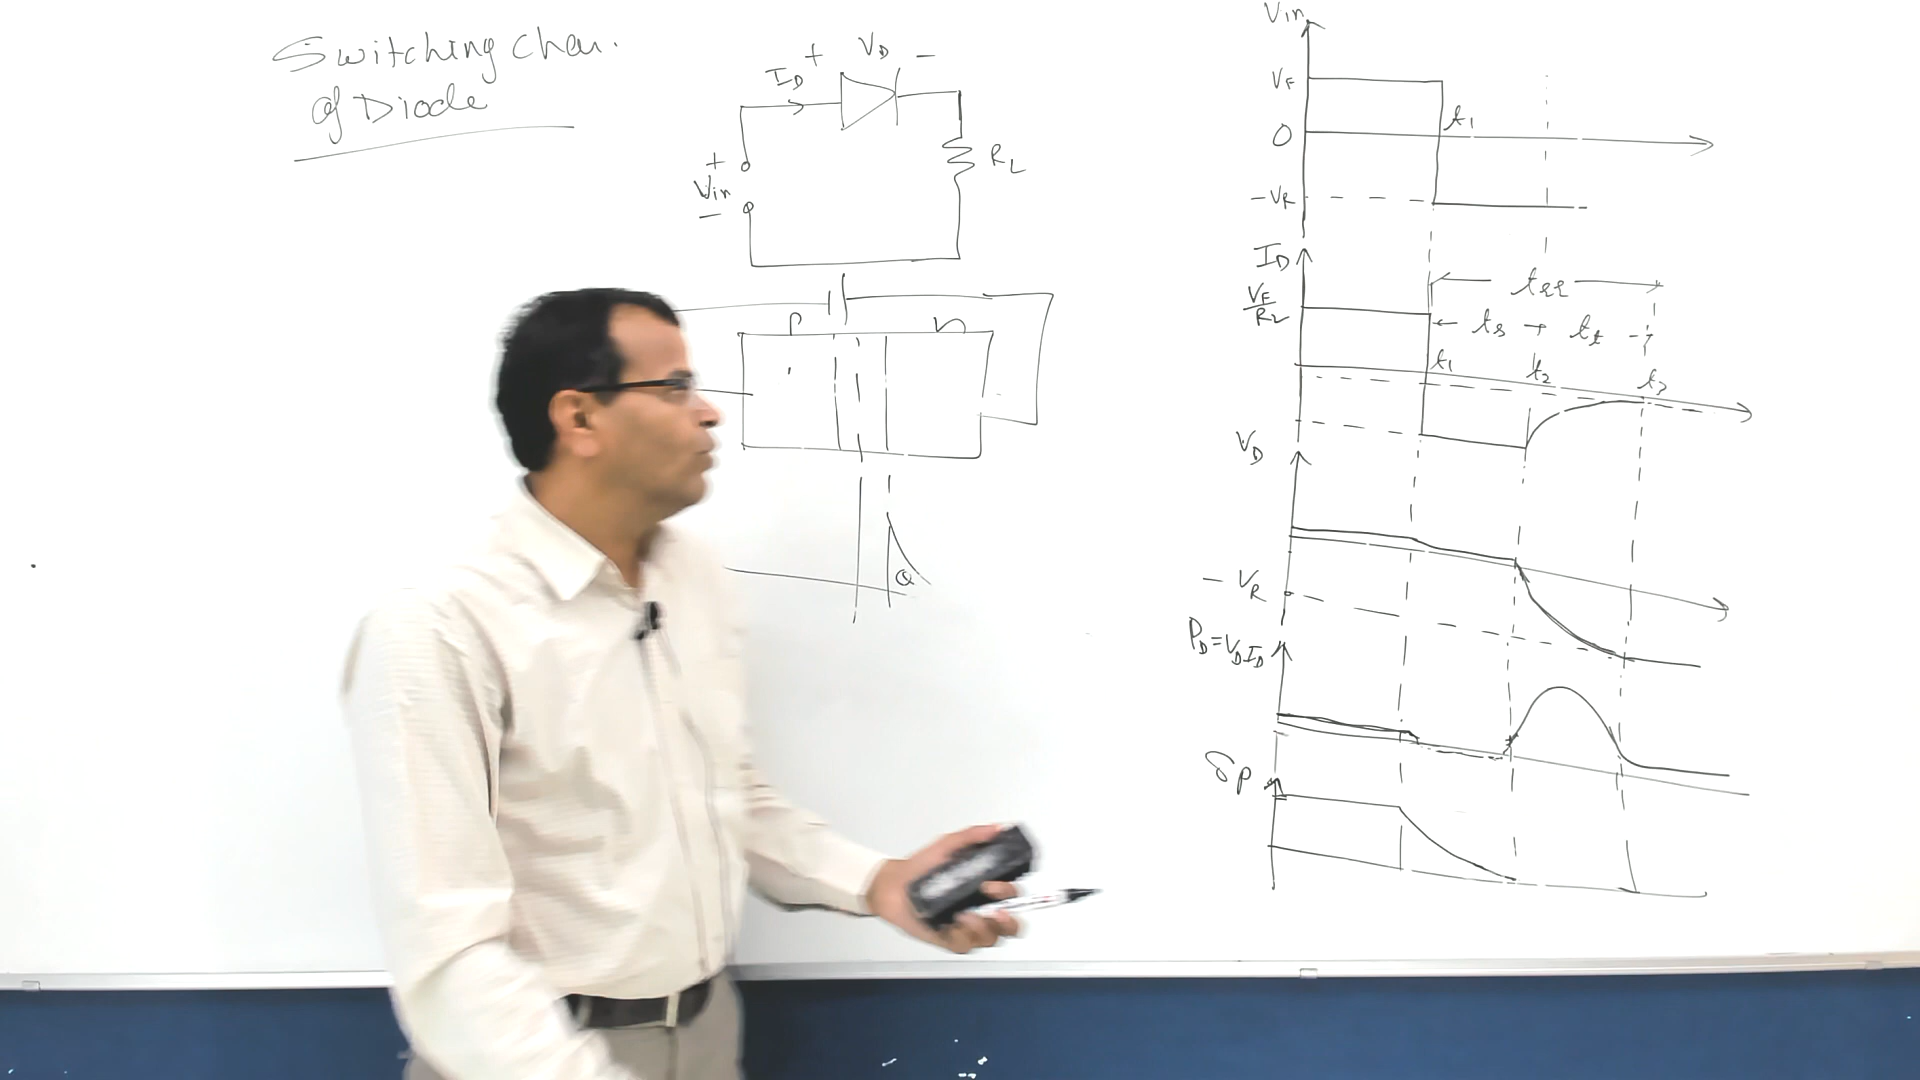 Switching Char.
of Diode
+ VD -
ID
+
Vin
-
RL
p n
Q
Vin
VF
0
t1
-VR
ID
VF/RL
trr
ts tt
t1 t2 t3
VD
- VR
PD=VDID
δp